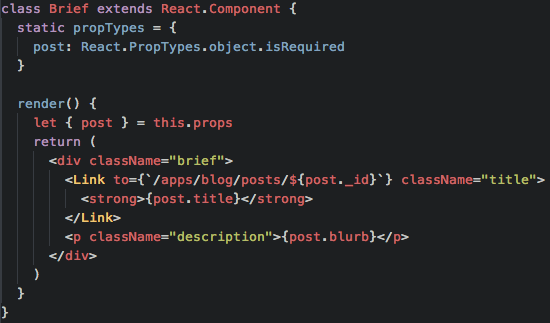 class Brief extends React.Component {
  static propTypes = {
    post: React.PropTypes.object.isRequired
  }

  render() {
    let { post } = this.props
    return (
      <div className="brief">
        <Link to={`/apps/blog/posts/${post._id}`} className="title">
          <strong>{post.title}</strong>
        </Link>
        <p className="description">{post.blurb}</p>
      </div>
    )
  }
}